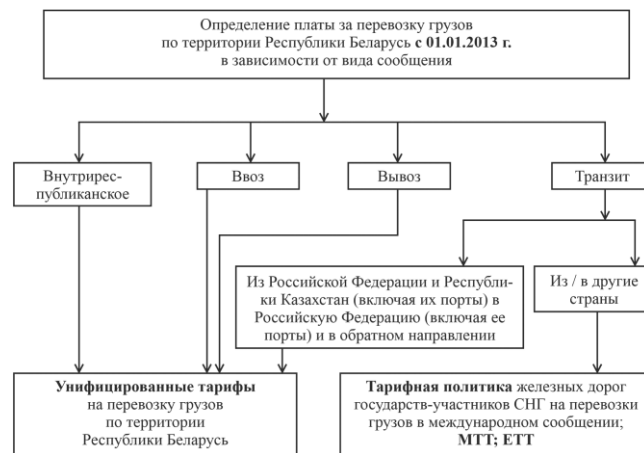 Определение платы за перевозку грузов
по территории Республики Беларусь с 01.01.2013 г.
в зависимости от вида сообщения
Внутрирес-
публиканское
Ввоз
Вывоз
Транзит
Из Российской Федерации и Республи-
ки Казахстан (включая их порты) в
Российскую Федерацию (включая ее
порты) и в обратном направлении
Из / в другие
страны
Унифицированные тарифы
на перевозку грузов
по территории
Республики Беларусь
Тарифная политика железных дорог
государств-участников СНГ на перевозки
грузов в международном сообщении;
МТТ; ЕТТ